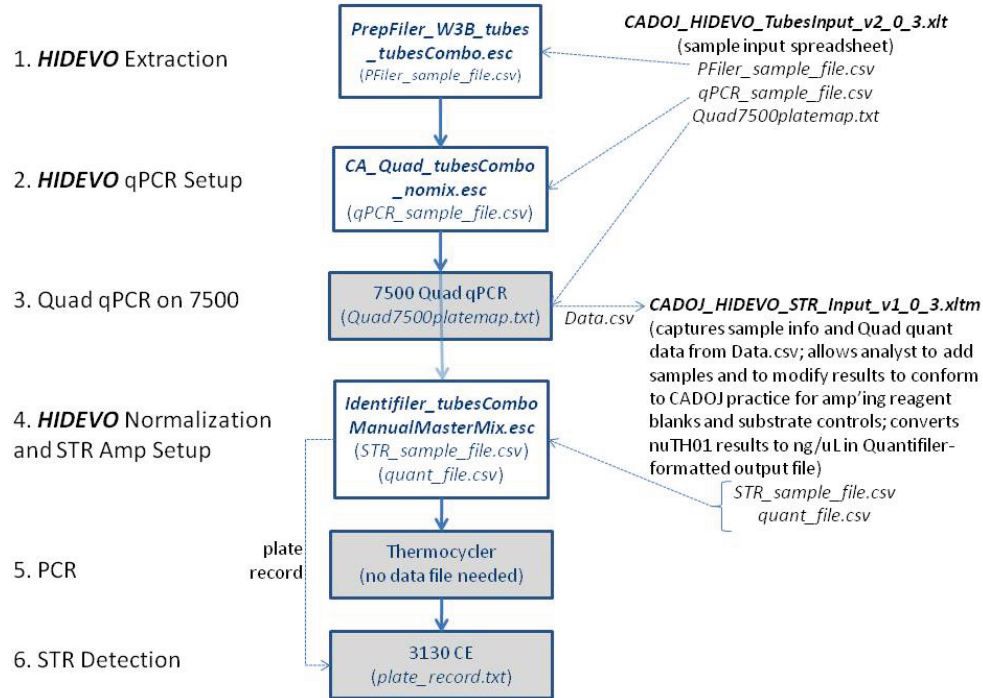 1. HIDEVO Extraction
PrepFiler_W3B_tubes
_tubesCombo.esc
(PFiler_sample_file.csv)
CADOJ_HIDEVO_TubesInput_v2_0_3.xlt
(sample input spreadsheet)
PFiler_sample_file.csv
qPCR_sample_file.csv
Quad7500platemap.txt
2. HIDEVO qPCR Setup
CA_Quad_tubesCombo
_nomix.esc
(qPCR_sample_file.csv)
3. Quad qPCR on 7500
7500 Quad qPCR
(Quad7500platemap.txt)
Data.csv
CADOJ_HIDEVO_STR_Input_v1_0_3.xltm
(captures sample info and Quad quant
data from Data.csv; allows analyst to add
samples and to modify results to conform
to CADOJ practice for amp'ing reagent
blanks and substrate controls; converts
nuTH01 results to ng/uL in Quantifiler-
formatted output file)
STR_sample_file.csv
quant_file.csv
4. HIDEVO Normalization
and STR Amp Setup
Identifiler_tubesCombo
ManualMasterMix.esc
(STR_sample_file.csv)
(quant_file.csv)
plate
record
5. PCR
Thermocycler
(no data file needed)
6. STR Detection
3130 CE
(plate_record.txt)